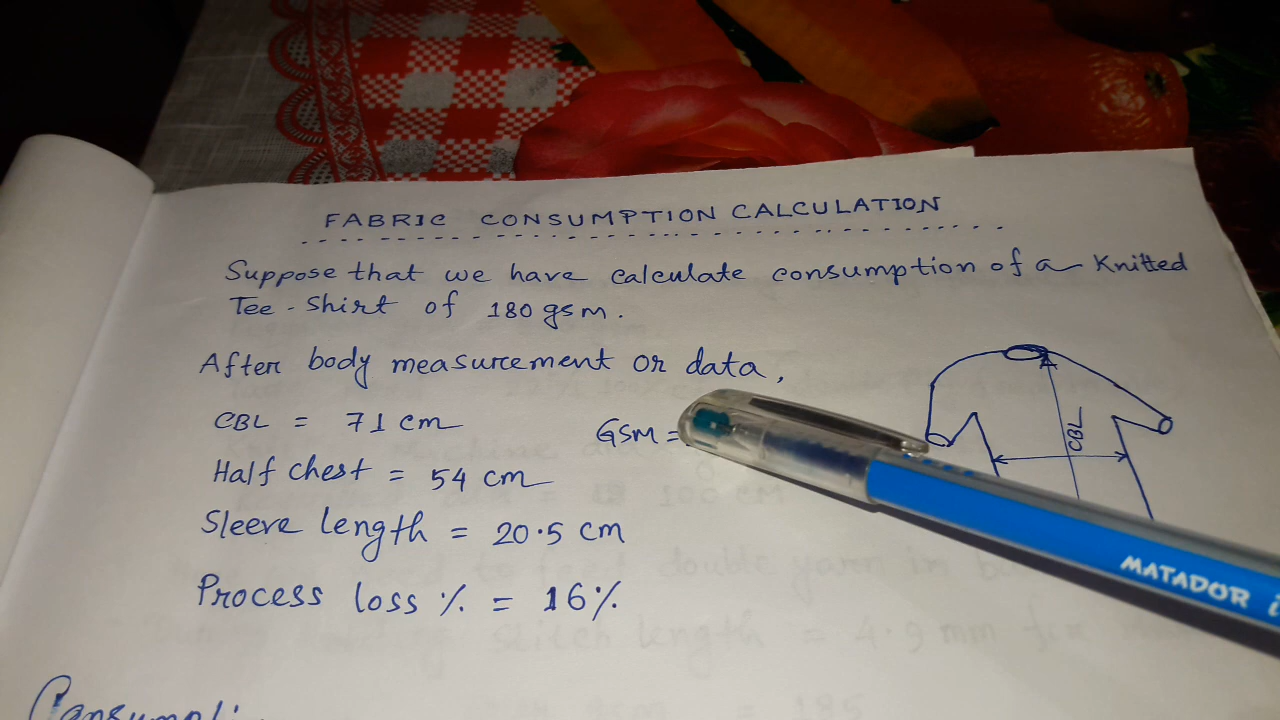 FABRIC CONSUMPTION CALCULATION
Suppose that we have calculate consumption of a Knitted
Tee-Shirt of 180 gsm.
After body measurement or data,
CBL = 71 cm
GSM =
Half chest = 54 cm
Sleeve length = 20.5 cm
Process loss % = 16%
CBL
MATADOR i